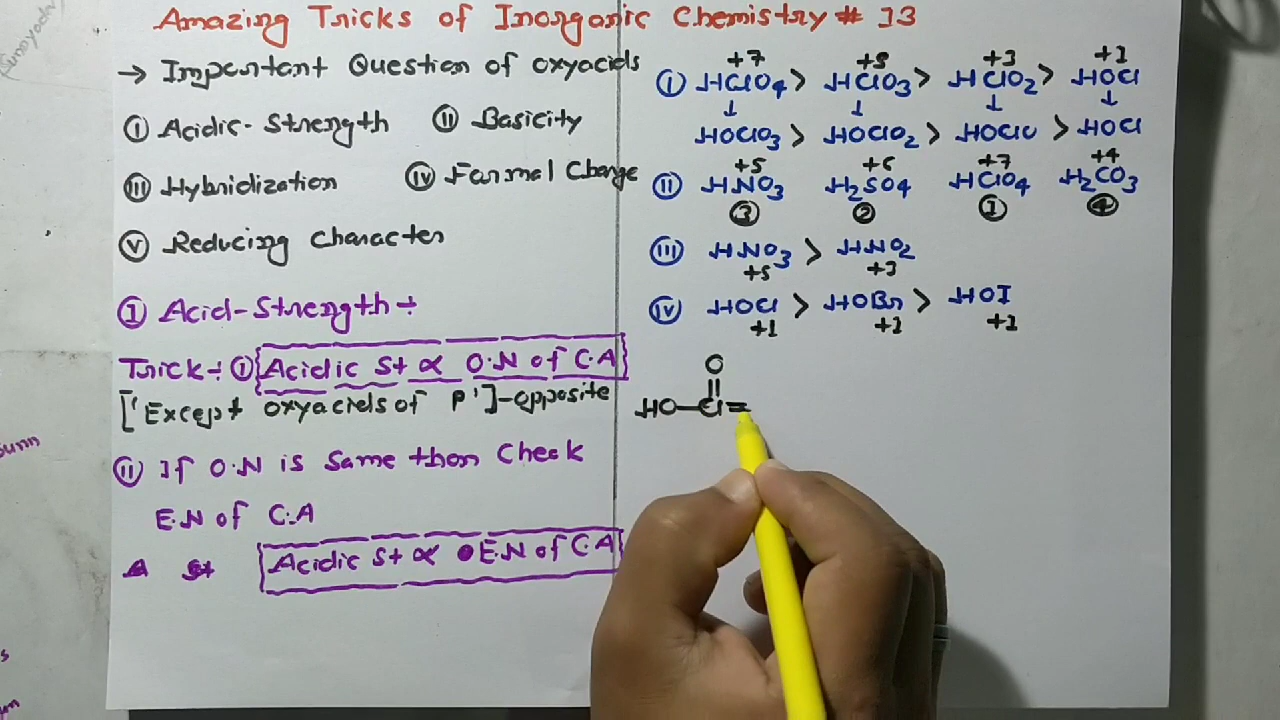 Amazing Tricks of Inorganic Chemistry # 13
→ Important Question of oxyacids
Ⓘ Acidic-Strength Ⓘⓘ Basicity
ⓘⓘⓘ Hybridization ⓘⓥ Formal Charge
Ⓥ Reducing Character
① Acid-Strength :-
Trick:- ① Acidic St ∝ O.N of C.A
['Except oxyacids of P']-opposite
ⓘⓘ If O.N is Same than Check
E.N of C.A
A St Acidic St ∝ E.N of C.A
+7 +5 +3 +1
Ⓘ HClO4 > HClO3 > HClO2 > HOCl
↓ ↓ ↓ ↓
HOClO3 > HOClO2 > HOClO > HOCl
+5 +6 +7 +4
ⓘⓘ HNO3 H2SO4 HClO4 H2CO3
③ ② ① ④
ⓘⓘⓘ HNO3 > HNO2
+5 +3
ⓘⓥ HOCl > HOBr > HOI
+1 +1 +1
O
HO-Cl=